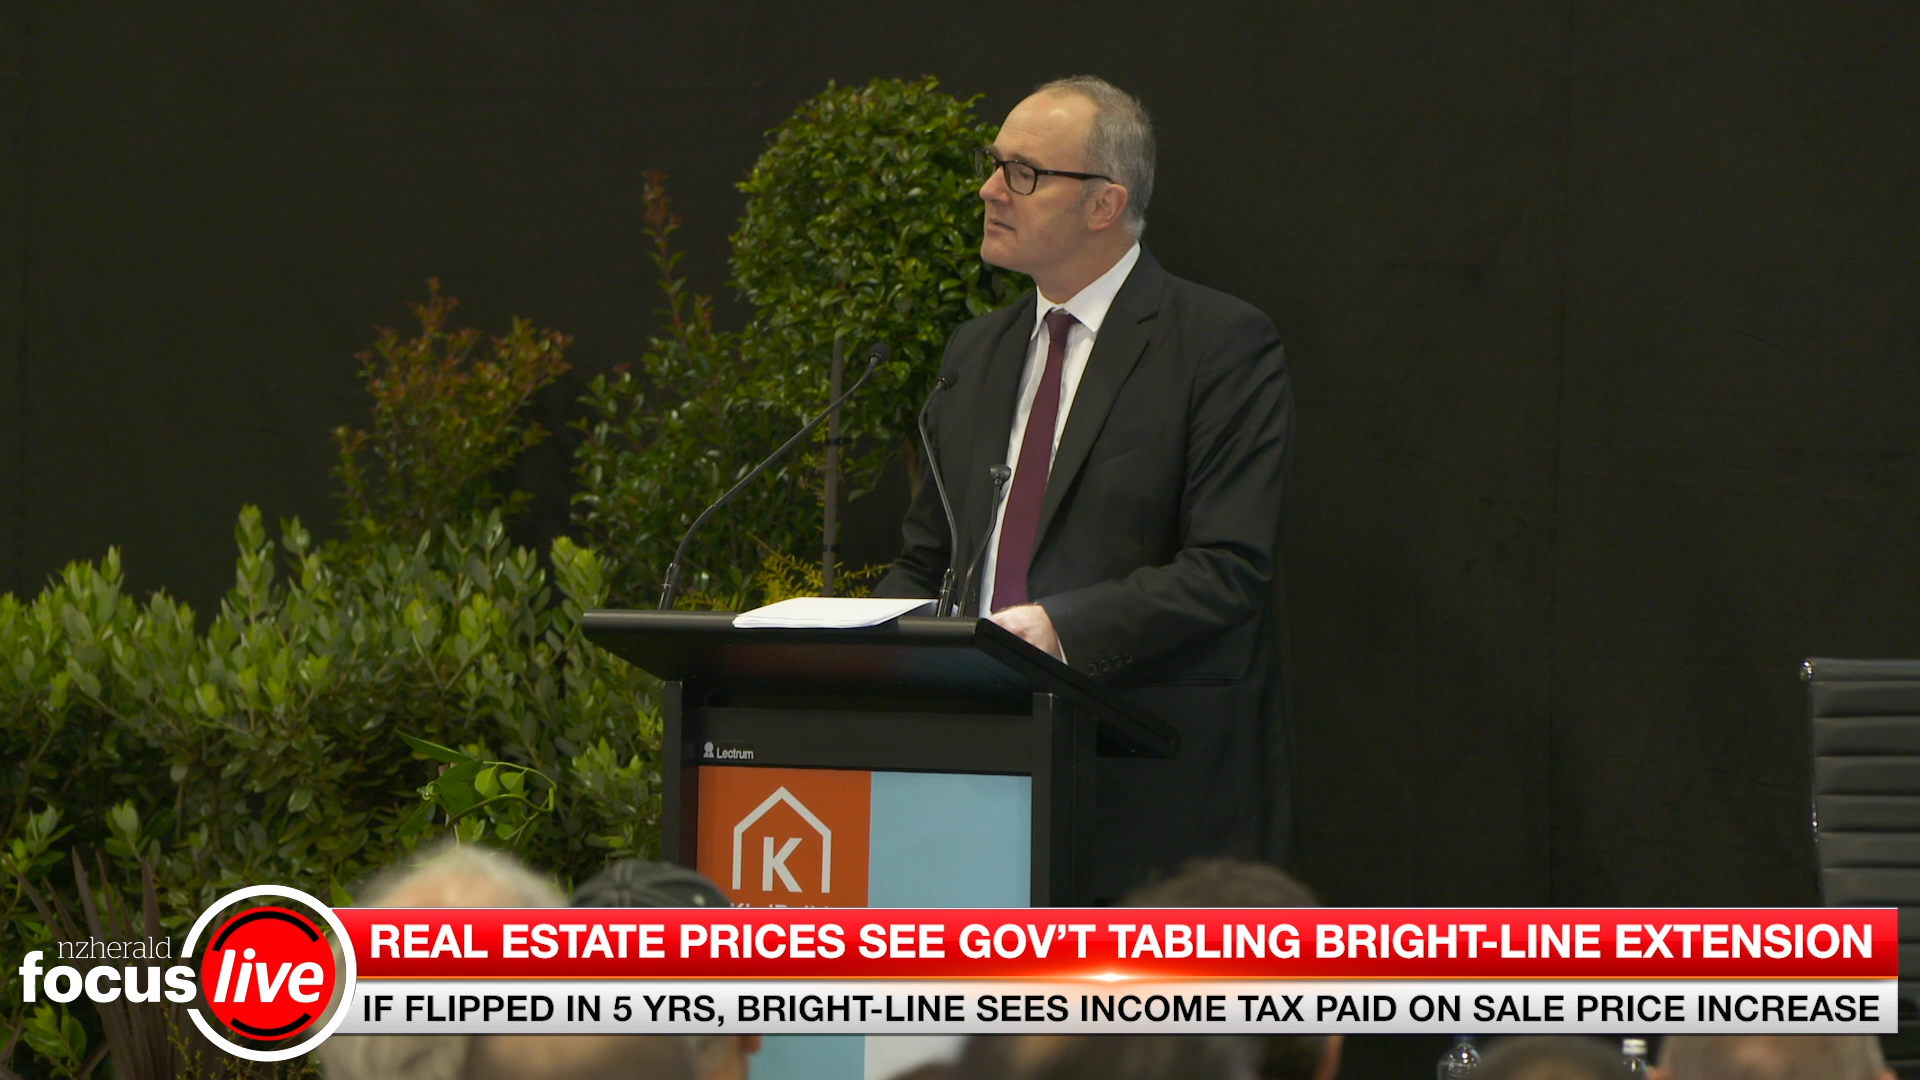 Lectrum
K
nzherald
focus live
REAL ESTATE PRICES SEE GOV'T TABLING BRIGHT-LINE EXTENSION
IF FLIPPED IN 5 YRS, BRIGHT-LINE SEES INCOME TAX PAID ON SALE PRICE INCREASE